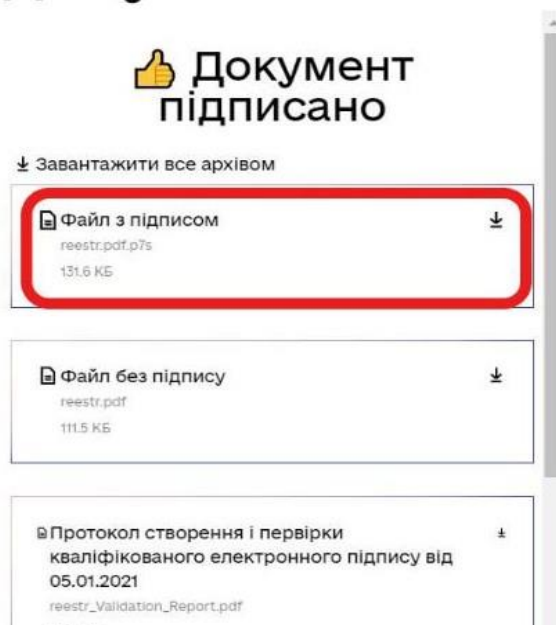 Документ
підписано
Завантажити все архівом
Файл з підписом
reestr.pdf.p7s
131.6 КБ
Файл без підпису
reestr.pdf
111.5 КБ
Протокол створення і первірки
кваліфікованого електронного підпису від
05.01.2021
reestr_Validation_Report.pdf